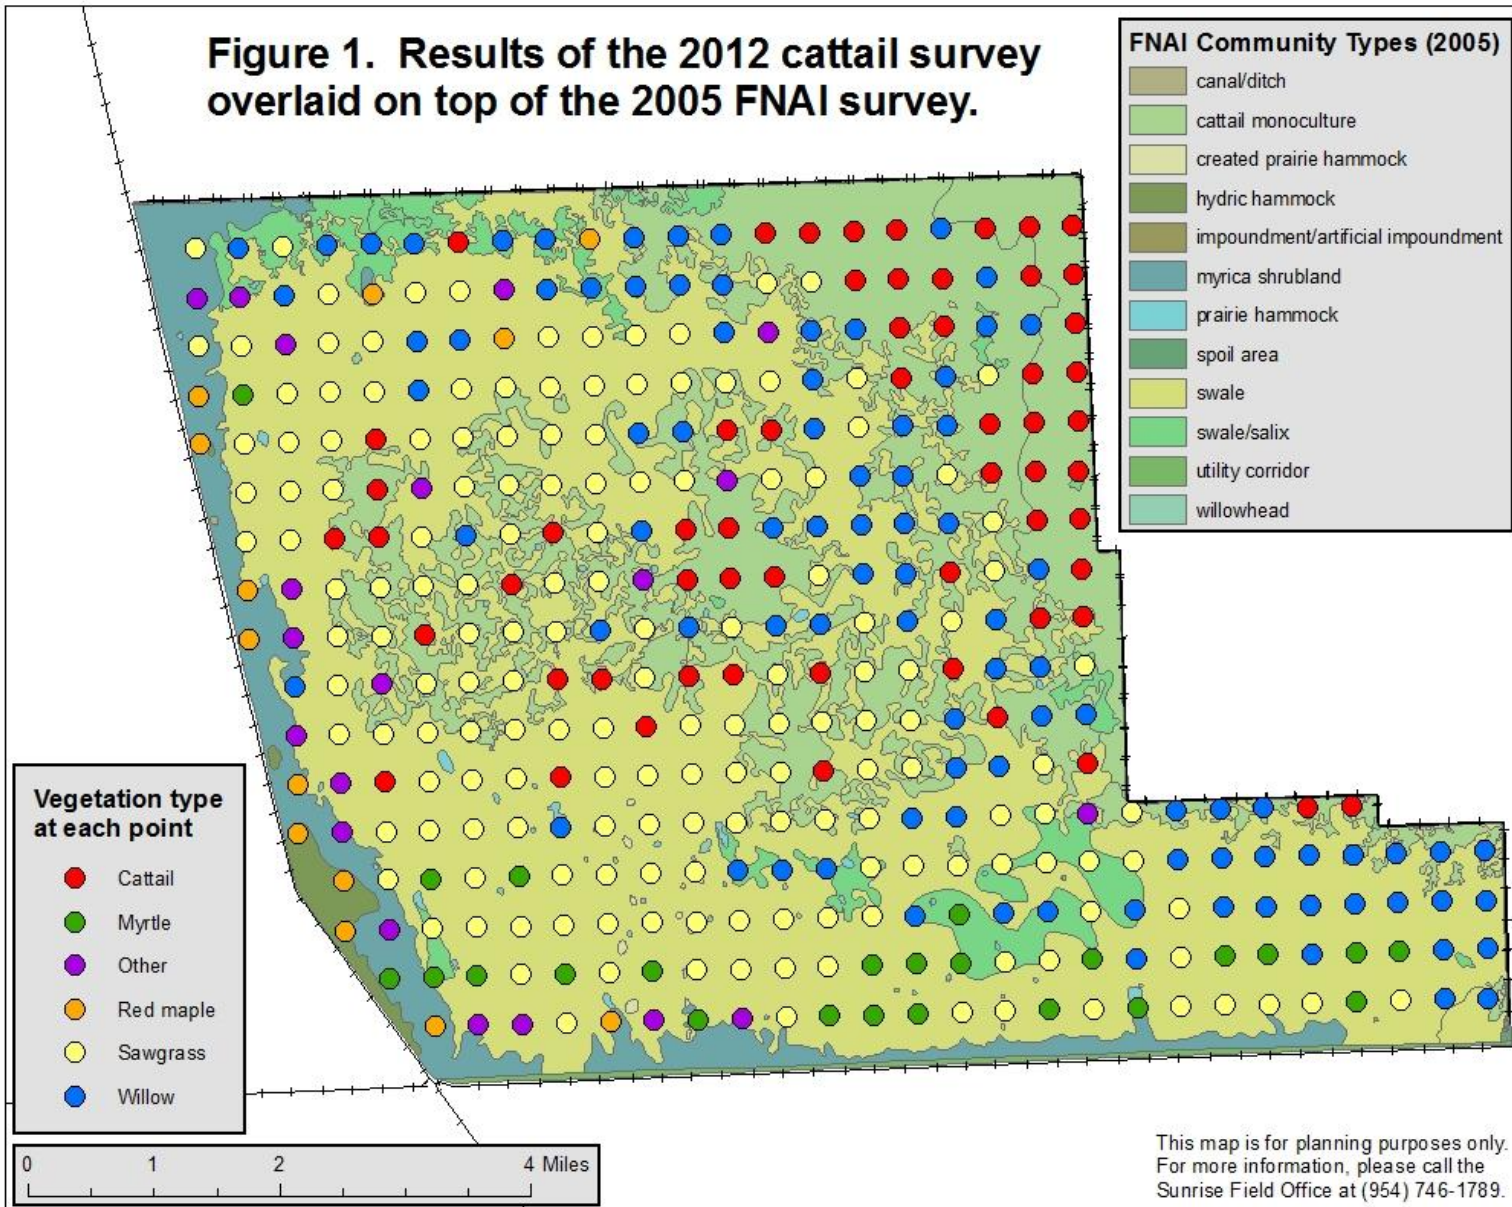 Figure 1.  Results of the 2012 cattail survey
overlaid on top of the 2005 FNAI survey.
FNAI Community Types (2005)
canal/ditch
cattail monoculture
created prairie hammock
hydric hammock
impoundment/artificial impoundment
myrica shrubland
prairie hammock
spoil area
swale
swale/salix
utility corridor
willowhead
Vegetation type
at each point
Cattail
Myrtle
Other
Red maple
Sawgrass
Willow
0 1 2 4 Miles
This map is for planning purposes only.
For more information, please call the
Sunrise Field Office at (954) 746-1789.